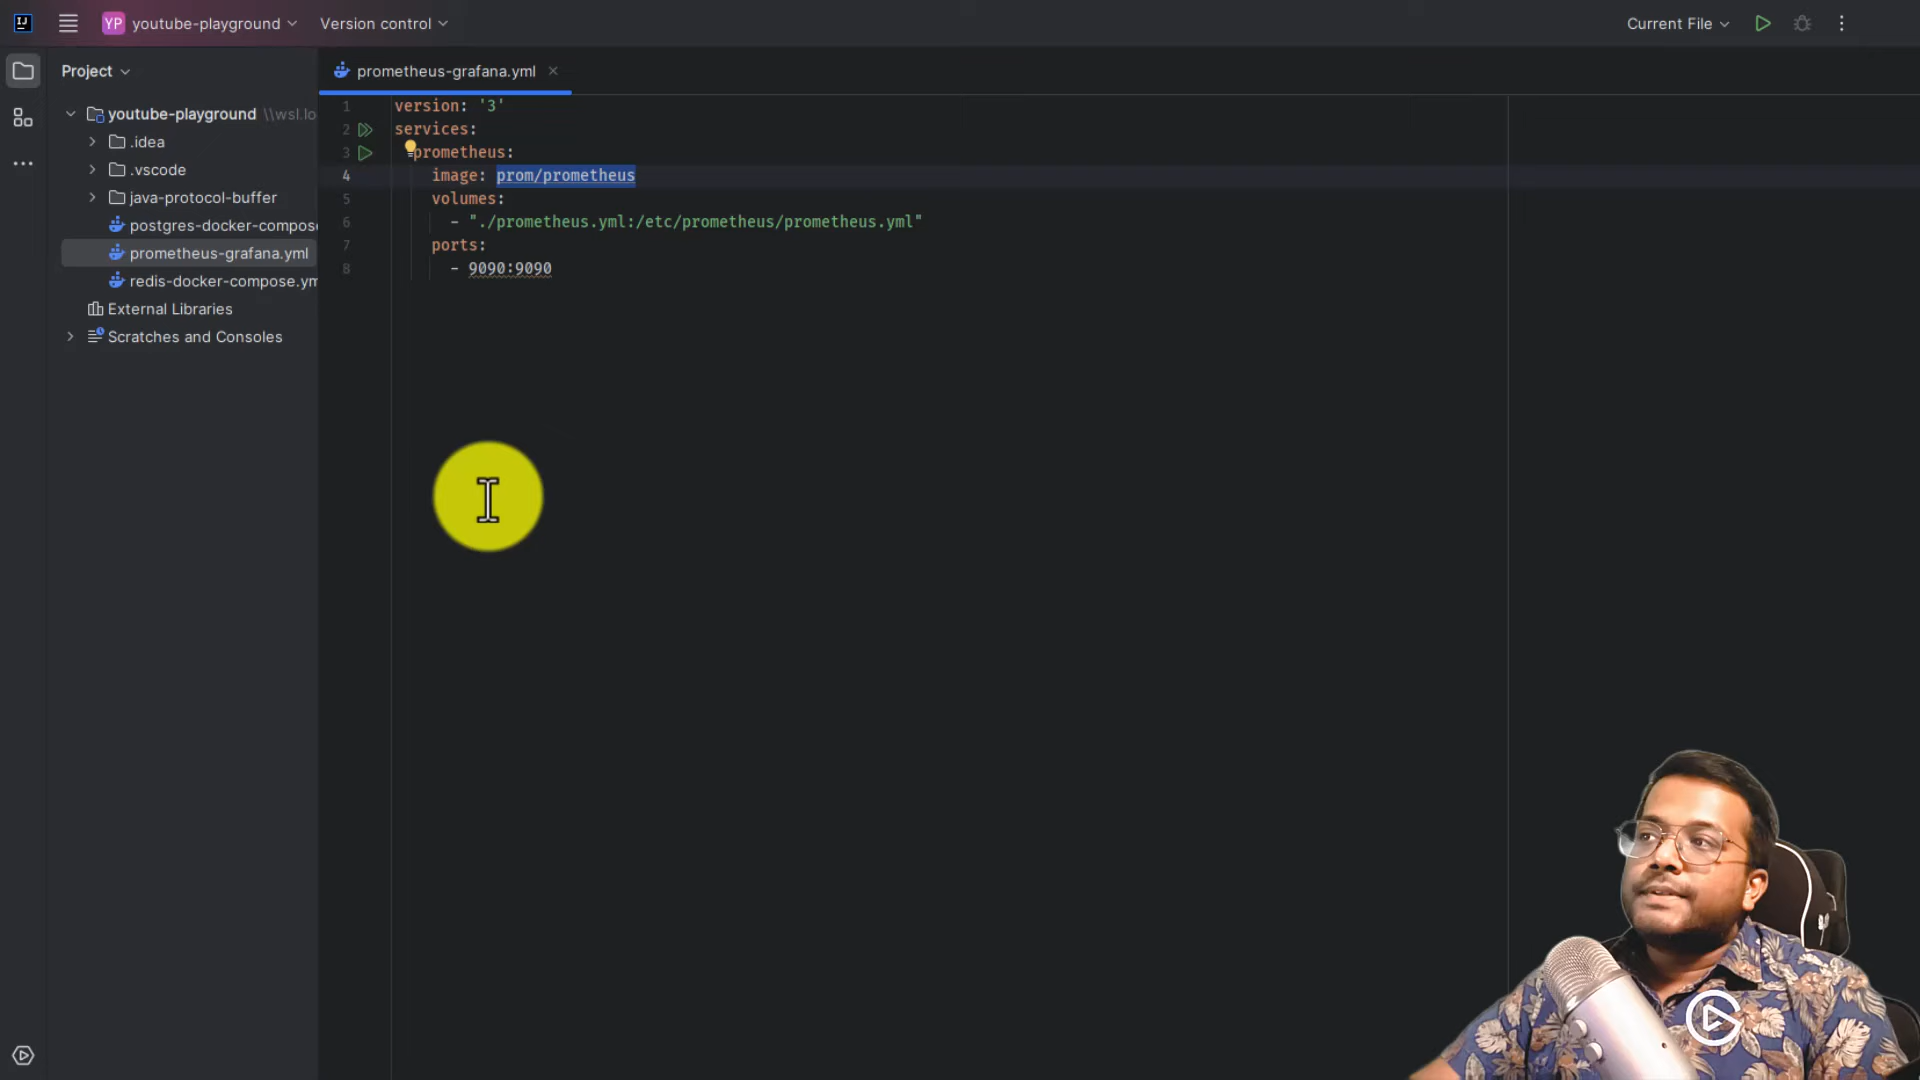 YP youtube-playground
Version control
Current File
Project
prometheus-grafana.yml
youtube-playground \\wsl.lo
.idea
.vscode
java-protocol-buffer
postgres-docker-compose
prometheus-grafana.yml
redis-docker-compose.ym
External Libraries
Scratches and Consoles
1 version: '3'
2 services:
3 prometheus:
4 image: prom/prometheus
5 volumes:
6 - "./prometheus.yml:/etc/prometheus/prometheus.yml"
7 ports:
8 - 9090:9090